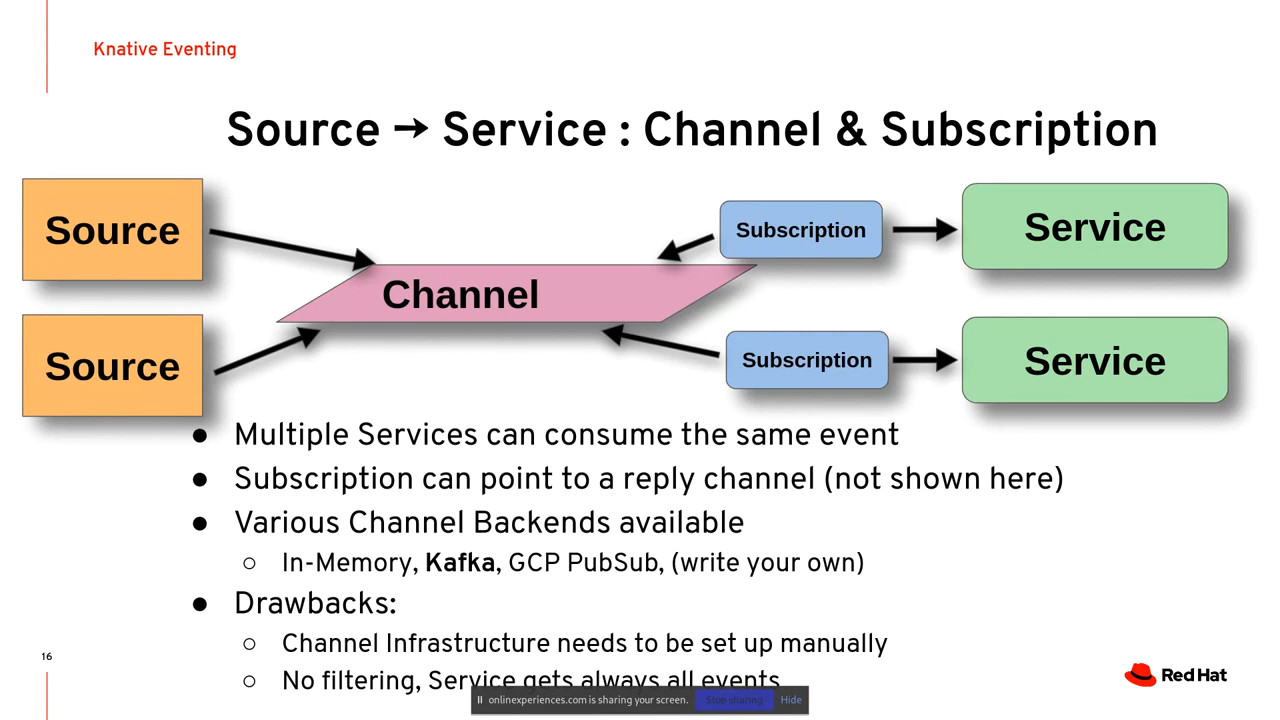 Knative Eventing
Source → Service : Channel & Subscription
Source
Subscription
Service
Channel
Source
Subscription
Service
● Multiple Services can consume the same event
● Subscription can point to a reply channel (not shown here)
● Various Channel Backends available
○ In-Memory, Kafka, GCP PubSub, (write your own)
● Drawbacks:
○ Channel Infrastructure needs to be set up manually
○ No filtering, Service gets always all events
16
Red Hat
onlinexperiences.com is sharing your screen. Stop sharing Hide